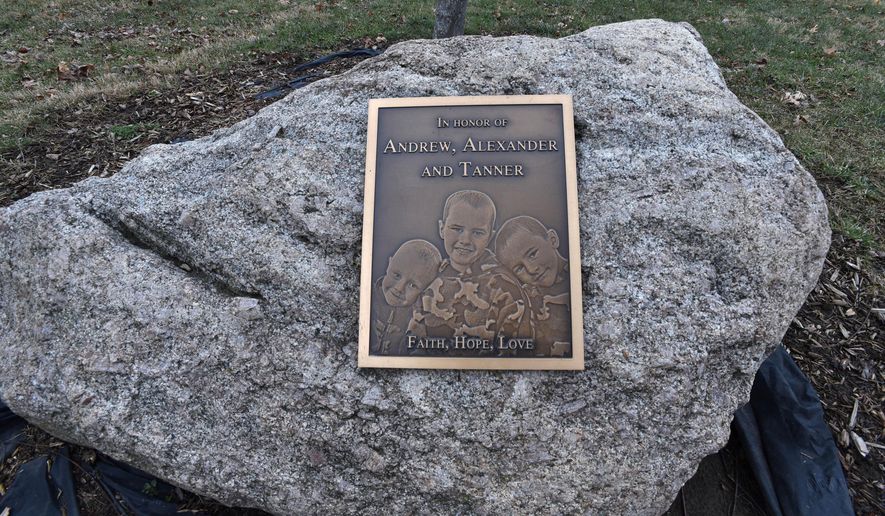 In honor of
Andrew, Alexander
and Tanner
Faith, Hope, Love